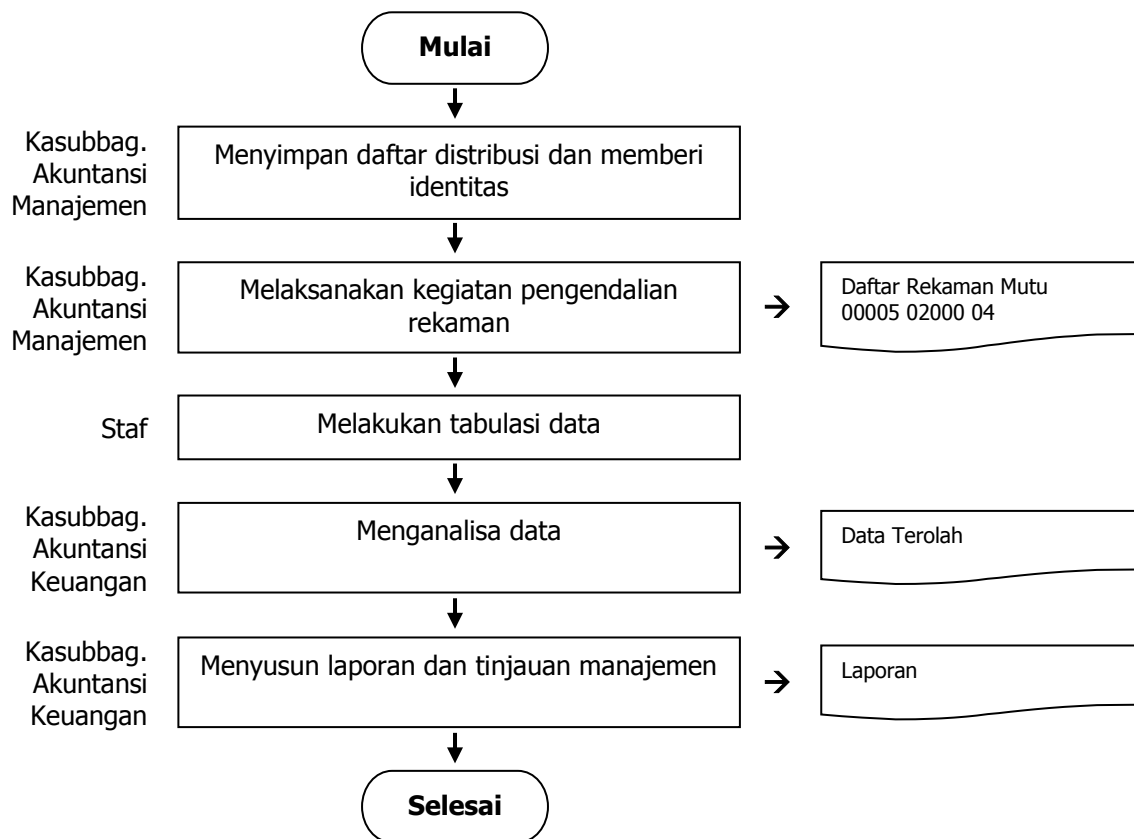 Mulai
Kasubbag.
Akuntansi
Manajemen
Menyimpan daftar distribusi dan memberi
identitas
Kasubbag.
Akuntansi
Manajemen
Melaksanakan kegiatan pengendalian
rekaman
Daftar Rekaman Mutu
00005 02000 04
Staf
Melakukan tabulasi data
Kasubbag.
Akuntansi
Keuangan
Menganalisa data
Data Terolah
Kasubbag.
Akuntansi
Keuangan
Menyusun laporan dan tinjauan manajemen
Laporan
Selesai